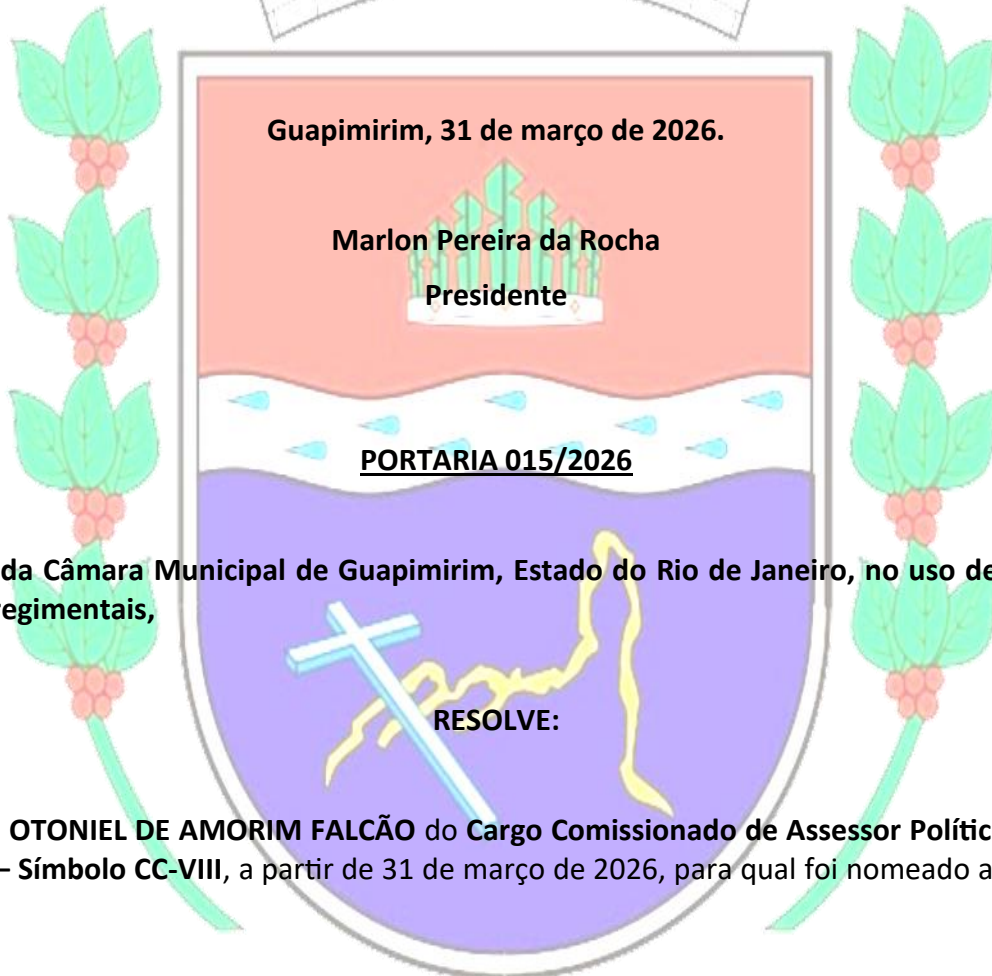 Guapimirim, 31 de março de 2026.
Marlon Pereira da Rocha
Presidente
PORTARIA 015/2026
da Câmara Municipal de Guapimirim, Estado do Rio de Janeiro, no uso de
regimentais,
RESOLVE:
OTONIEL DE AMORIM FALCÃO do Cargo Comissionado de Assessor Polític
– Símbolo CC-VIII, a partir de 31 de março de 2026, para qual foi nomeado a